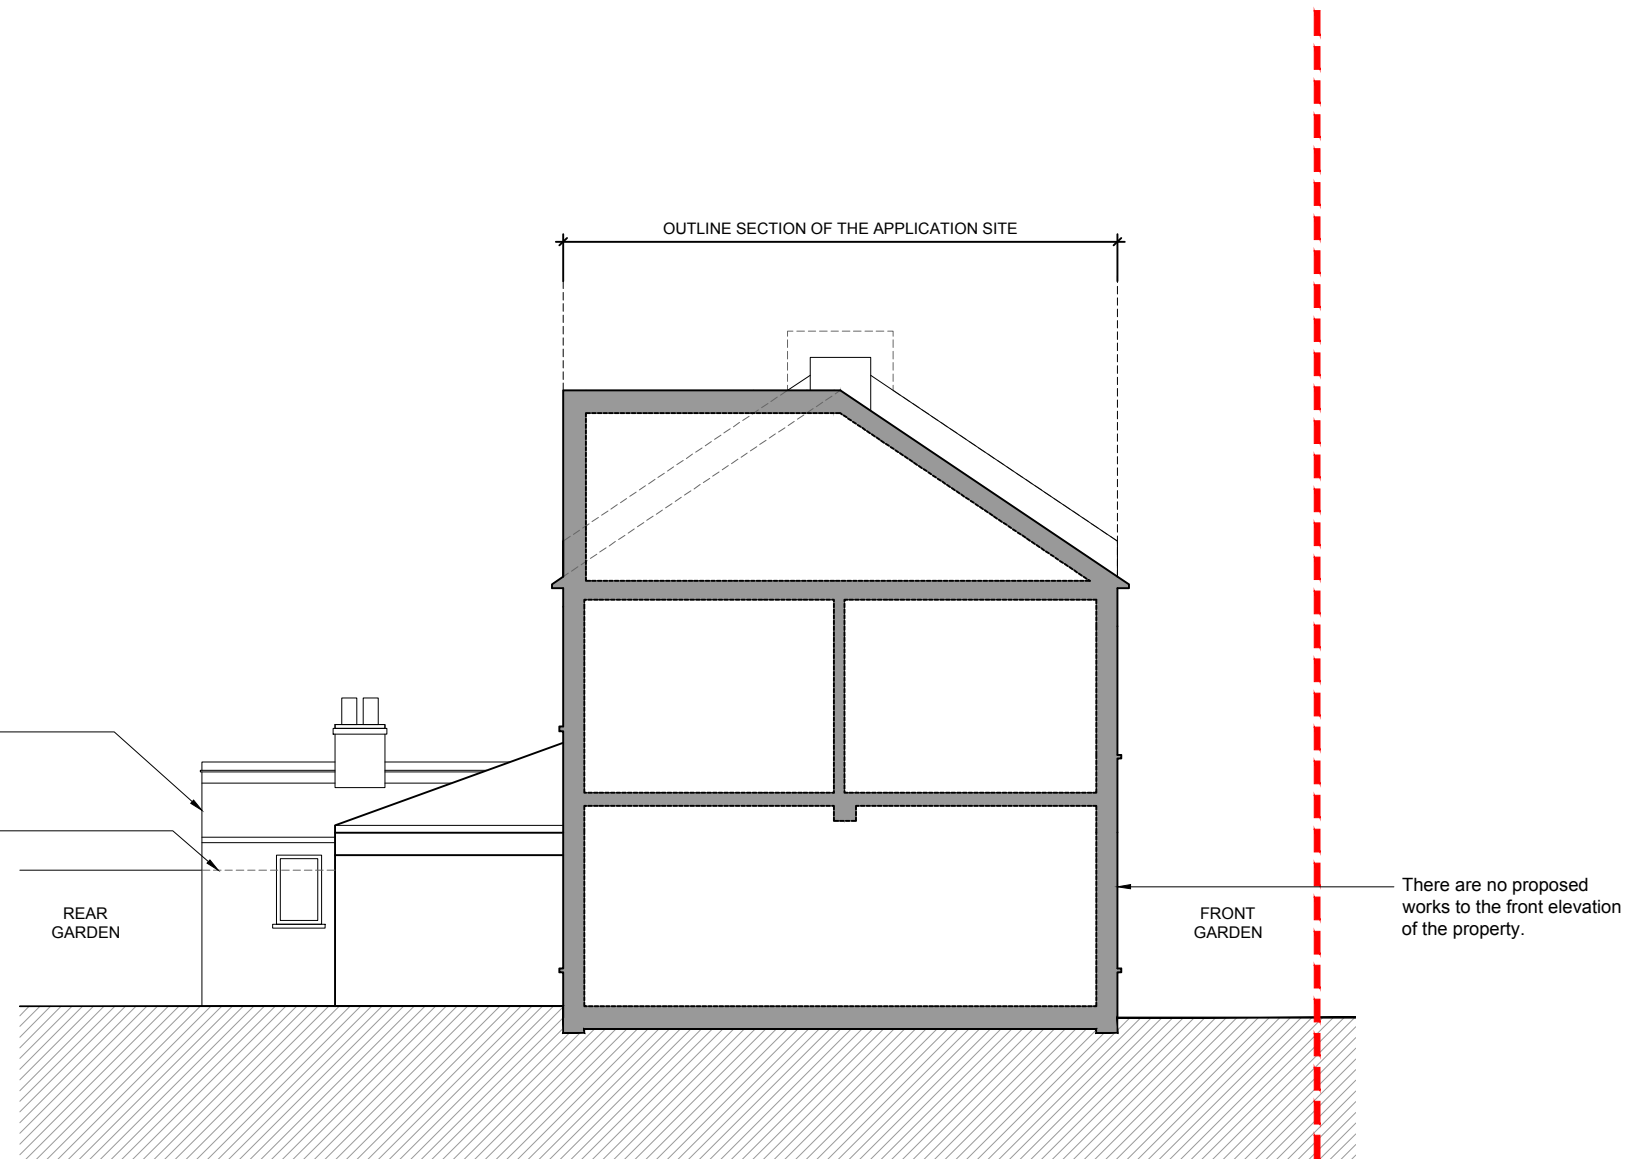 OUTLINE SECTION OF THE APPLICATION SITE
REAR
GARDEN
FRONT
GARDEN
There are no proposed
works to the front elevation
of the property.